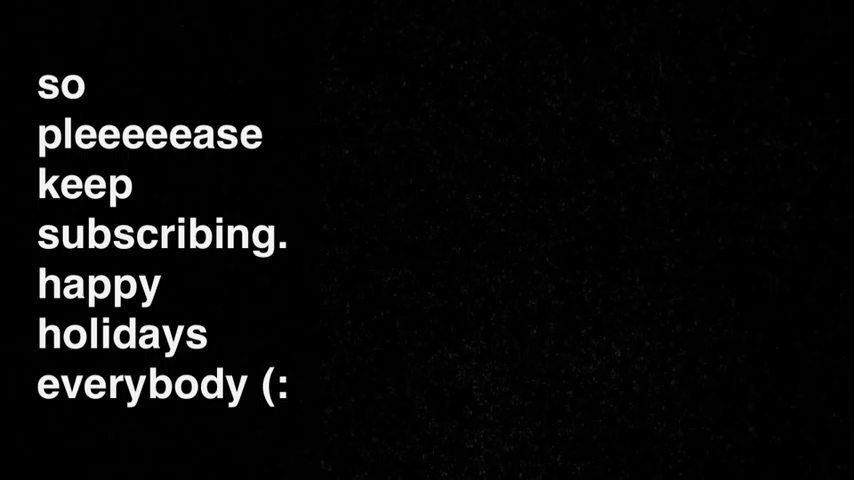 so
pleeeeease
keep
subscribing.
happy
holidays
everybody (: